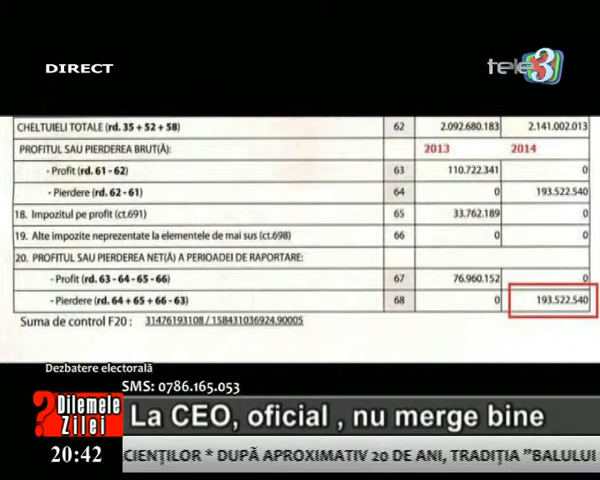 DIRECT
tele3
CHELTUIELI TOTALE (rd. 35 + 52 + 58) 62 2.092.680.183 2.141.002.013
PROFITUL SAU PIERDEREA BRUT(Ă): 2013 2014
- Profit (rd. 61 - 62) 63 110.722.341 0
- Pierdere (rd. 62 - 61) 64 0 193.522.540
18. Impozitul pe profit (ct.691) 65 33.762.189 0
19. Alte impozite neprezentate la elementele de mai sus (ct.698) 66 0 0
20. PROFITUL SAU PIERDEREA NET(Ă) A PERIOADEI DE RAPORTARE:
- Profit (rd. 63 - 64 - 65 - 66) 67 76.960.152 0
- Pierdere (rd. 64 + 65 + 66 - 63) 68 0 193.522.540
Suma de control F20 : 31476193108 / 158431036924.90005
Dezbatere electorală
SMS: 0786.165.053
? Dilemele Zilei
La CEO, oficial , nu merge bine
20:42
CIENȚILOR * DUPĂ APROXIMATIV 20 DE ANI, TRADIȚIA "BALULUI